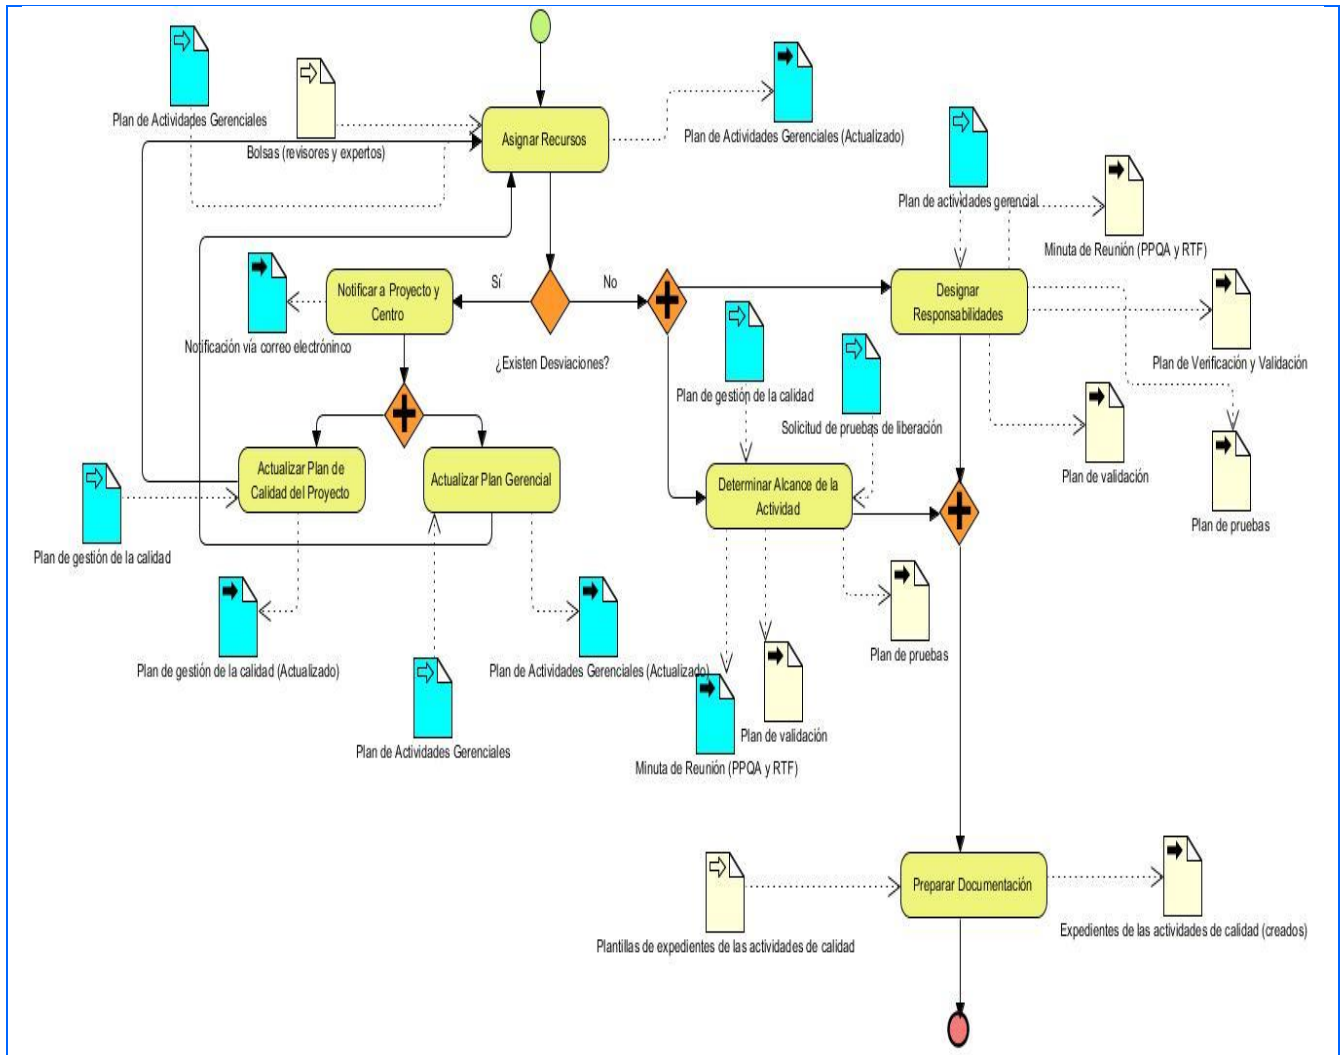 Plan de Actividades Gerenciales
Bolsas (revisores y expertos)
Asignar Recursos
Plan de Actividades Gerenciales (Actualizado)
Plan de actividades gerencial
Minuta de Reunión (PPQA y RTF)
Notificar a Proyecto y
Centro
Sí
No
Designar
Responsabilidades
Notificación vía correo electróninco
¿Existen Desviaciones?
Plan de Verificación y Validación
Plan de gestión de la calidad
Solicitud de pruebas de liberación
Actualizar Plan de
Calidad del Proyecto
Actualizar Plan Gerencial
Determinar Alcance de la
Actividad
Plan de validación
Plan de pruebas
Plan de gestión de la calidad
Plan de gestión de la calidad (Actualizado)
Plan de Actividades Gerenciales (Actualizado)
Plan de pruebas
Plan de Actividades Gerenciales
Plan de validación
Minuta de Reunión (PPQA y RTF)
Preparar Documentación
Plantillas de expedientes de las actividades de calidad
Expedientes de las actividades de calidad (creados)